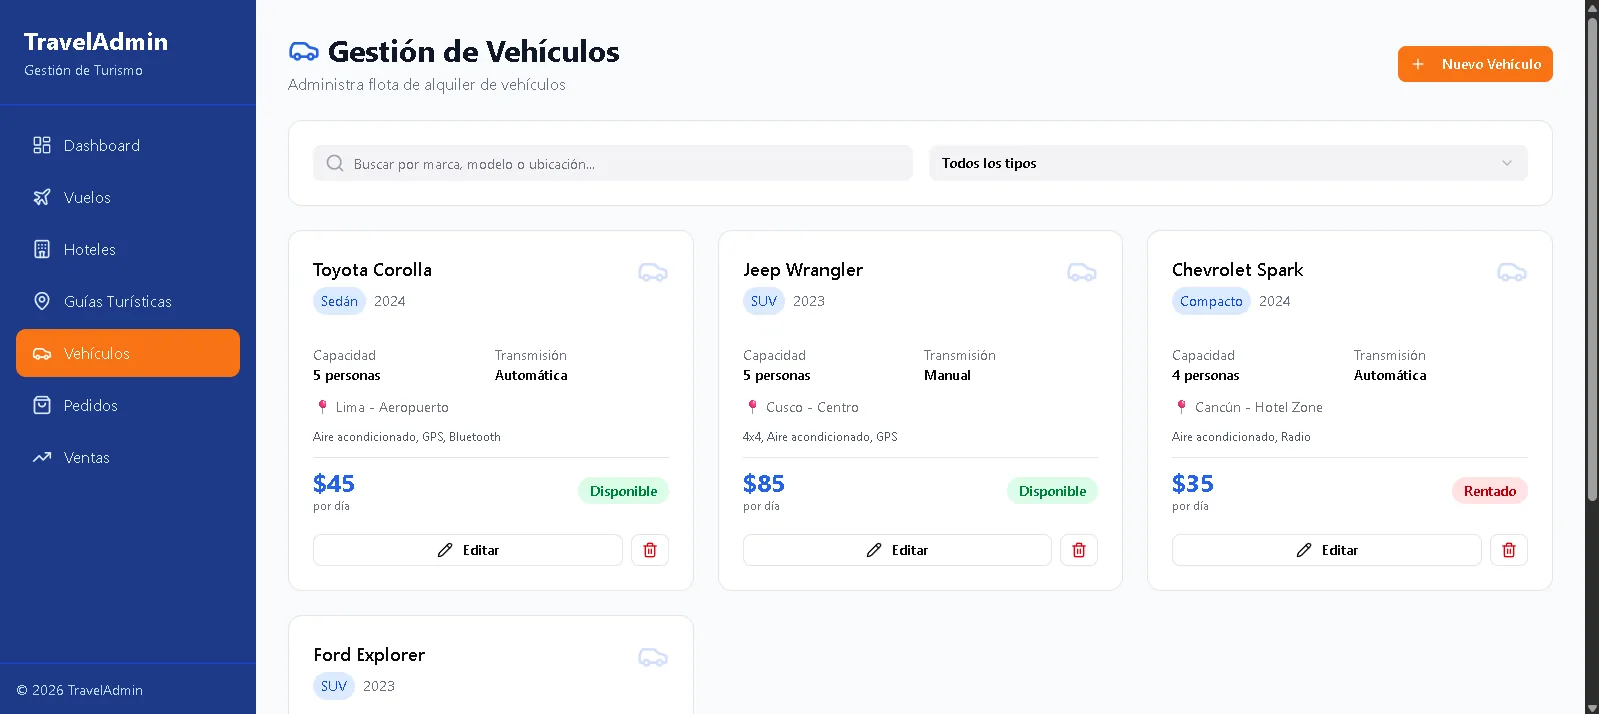 TravelAdmin
Gestión de Turismo
Dashboard
Vuelos
Hoteles
Guías Turísticas
Vehículos
Pedidos
Ventas
© 2026 TravelAdmin
Gestión de Vehículos
Administra flota de alquiler de vehículos
+ Nuevo Vehículo
Buscar por marca, modelo o ubicación...
Todos los tipos
Toyota Corolla
Sedán 2024
Capacidad Transmisión
5 personas Automática
Lima - Aeropuerto
Aire acondicionado, GPS, Bluetooth
$45
por día
Disponible
Editar
Jeep Wrangler
SUV 2023
Capacidad Transmisión
5 personas Manual
Cusco - Centro
4x4, Aire acondicionado, GPS
$85
por día
Disponible
Editar
Chevrolet Spark
Compacto 2024
Capacidad Transmisión
4 personas Automática
Cancún - Hotel Zone
Aire acondicionado, Radio
$35
por día
Rentado
Editar
Ford Explorer
SUV 2023